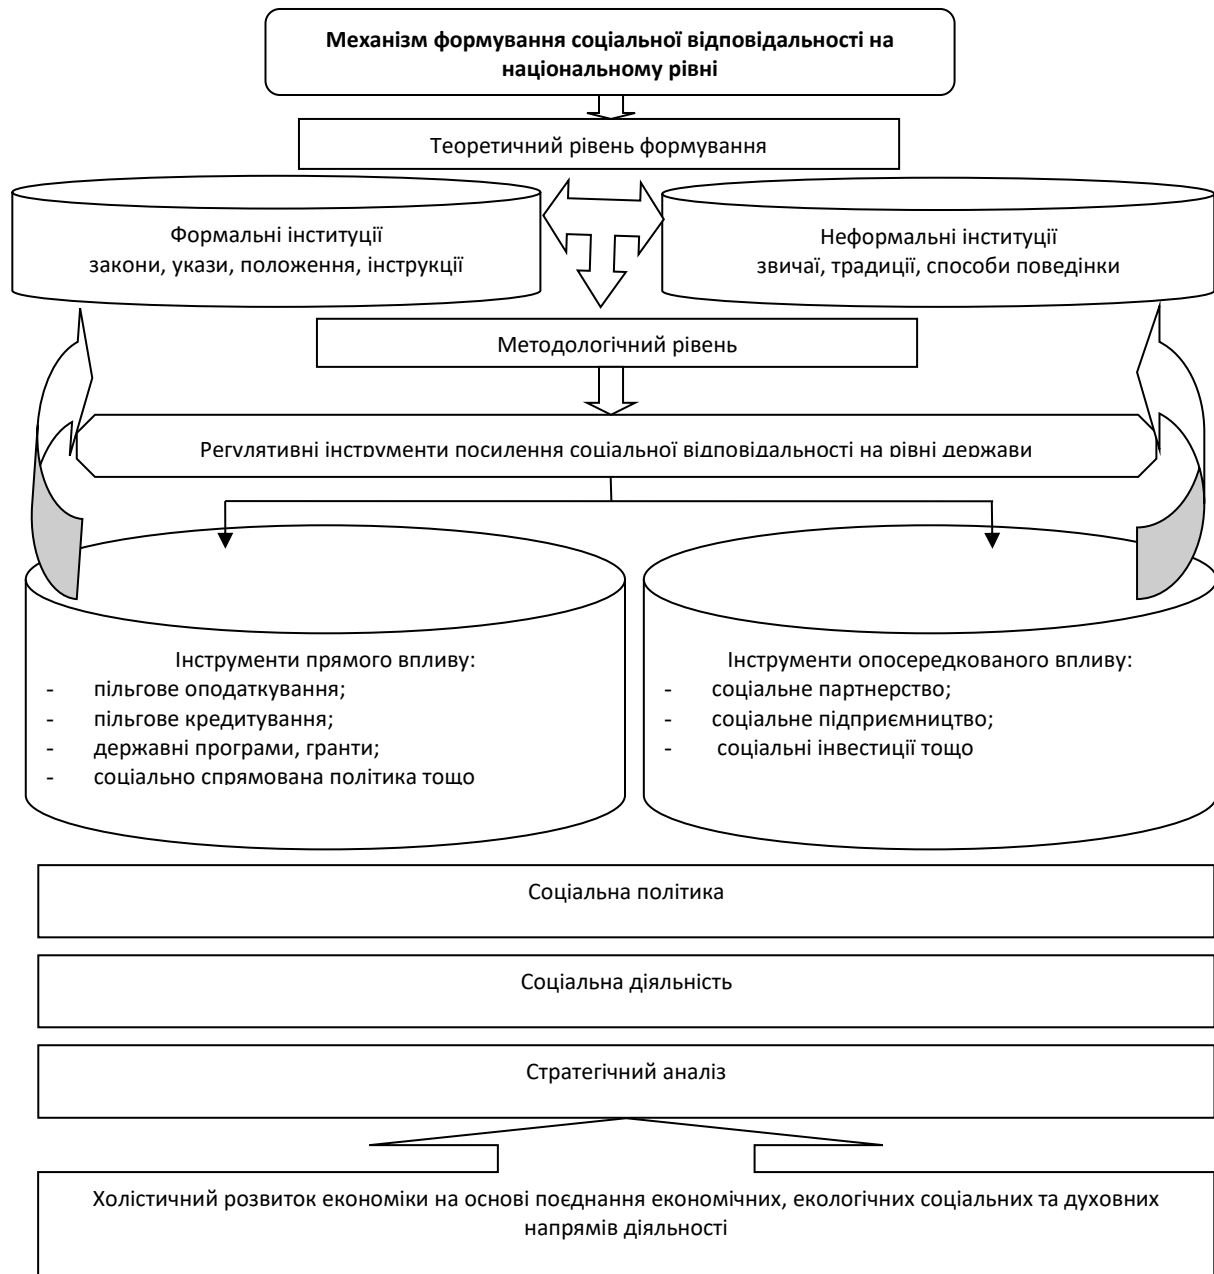 Механізм формування соціальної відповідальності на
національному рівні
Теоретичний рівень формування
Формальні інституції
закони, укази, положення, інструкції
Неформальні інституції
звичаї, традиції, способи поведінки
Методологічний рівень
Регулятивні інструменти посилення соціальної відповідальності на рівні держави
Інструменти прямого впливу:
- пільгове оподаткування;
- пільгове кредитування;
- державні програми, гранти;
- соціально спрямована політика тощо
Інструменти опосередкованого впливу:
- соціальне партнерство;
- соціальне підприємництво;
- соціальні інвестиції тощо
Соціальна політика
Соціальна діяльність
Стратегічний аналіз
Холістичний розвиток економіки на основі поєднання економічних, екологічних соціальних та духовних
напрямів діяльності